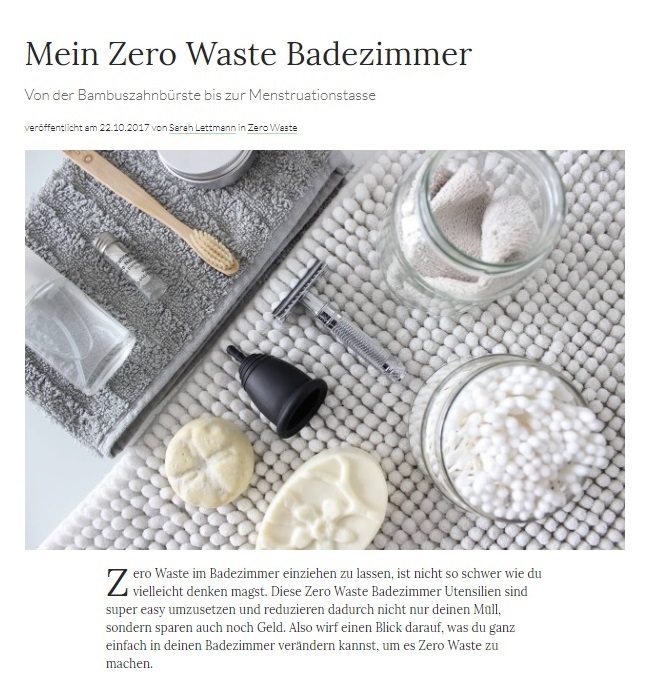 Mein Zero Waste Badezimmer
Von der Bambuszahnbürste bis zur Menstruationstasse
veröffentlicht am 22.10.2017 von Sarah Lettmann in Zero Waste
Zero Waste im Badezimmer einziehen zu lassen, ist nicht so schwer wie du
vielleicht denken magst. Diese Zero Waste Badezimmer Utensilien sind
super easy umzusetzen und reduzieren dadurch nicht nur deinen Müll,
sondern sparen auch noch Geld. Also wirf einen Blick darauf, was du ganz
einfach in deinen Badezimmer verändern kannst, um es Zero Waste zu
machen.